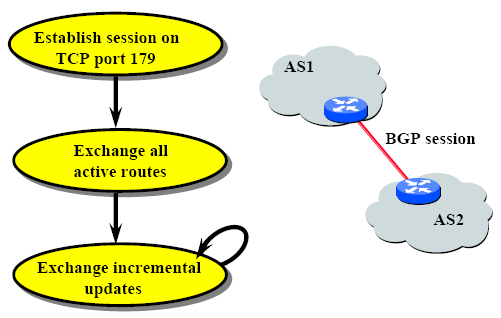 Establish session on
TCP port 179
Exchange all
active routes
Exchange incremental
updates
AS1
BGP session
AS2